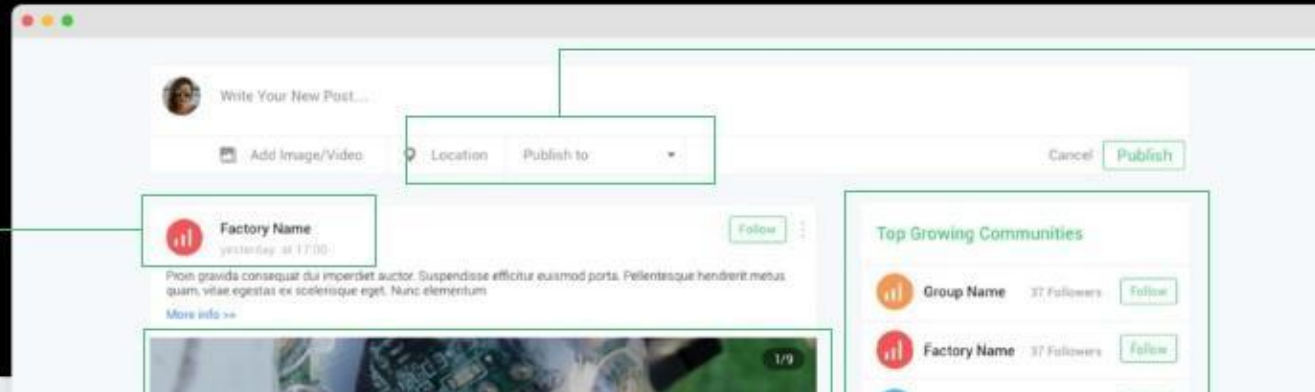 Write Your New Post...
Add Image/Video Location Publish to Cancel Publish
Factory Name Follow
yesterday, at 17:00
Proin gravida consequat dui imperdiet auctor. Suspendisse efficitur euismod porta. Pellentesque hendrerit metus
quam, vitae egestas ex scelerisque eget. Nunc elementum
More info >>
1/9
Top Growing Communities
Group Name 37 Followers Follow
Factory Name 37 Followers Follow